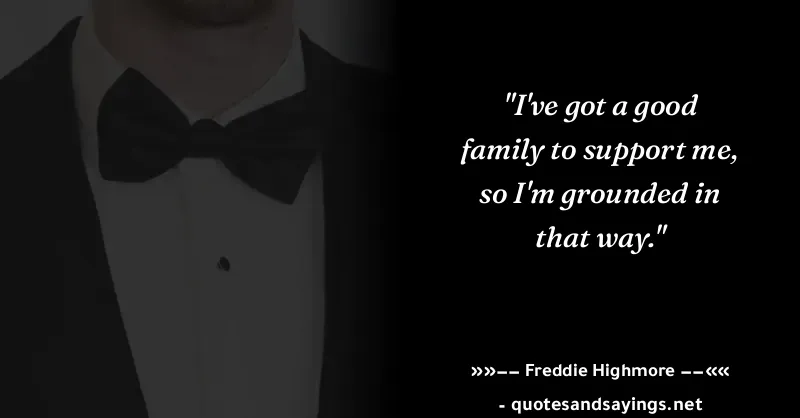 "I've got a good
family to support me,
so I'm grounded in
that way."
»»−− Freddie Highmore −−««
- quotesandsayings.net